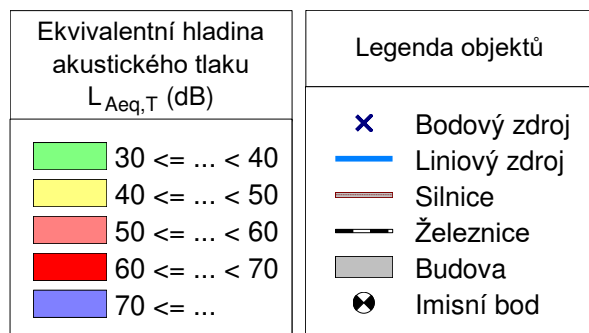 Ekvivalentní hladina
akustického tlaku
L Aeq,T (dB)
30 <= ... < 40
40 <= ... < 50
50 <= ... < 60
60 <= ... < 70
70 <= ...
Legenda objektů
Bodový zdroj
Liniový zdroj
Silnice
Železnice
Budova
Imisní bod